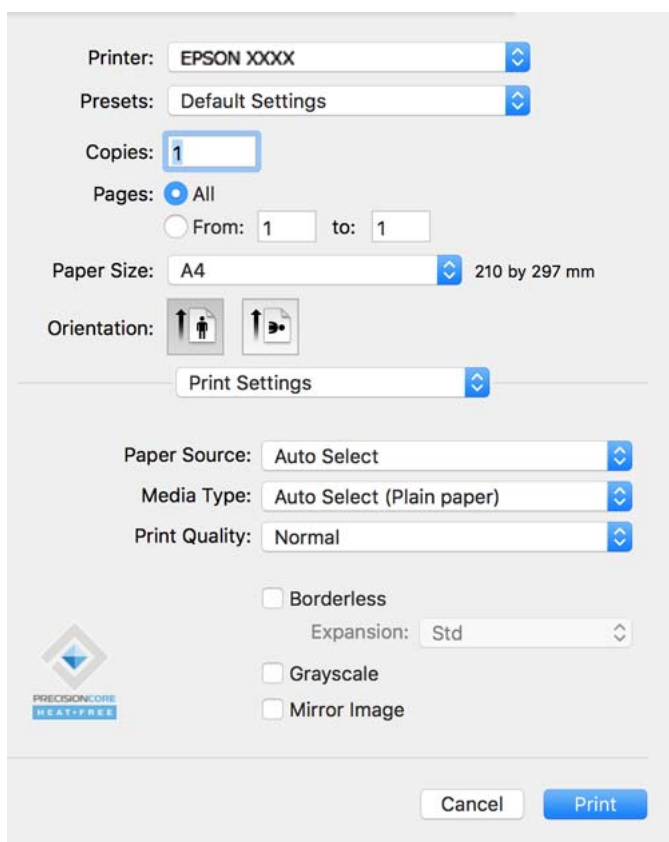 Printer: EPSON XXXX
Presets: Default Settings
Copies: 1
Pages: All
From: 1 to: 1
Paper Size: A4 210 by 297 mm
Orientation:
Print Settings
Paper Source: Auto Select
Media Type: Auto Select (Plain paper)
Print Quality: Normal
Borderless
Expansion: Std
Grayscale
Mirror Image
PRECISIONCORE
HEAT-FREE
Cancel Print